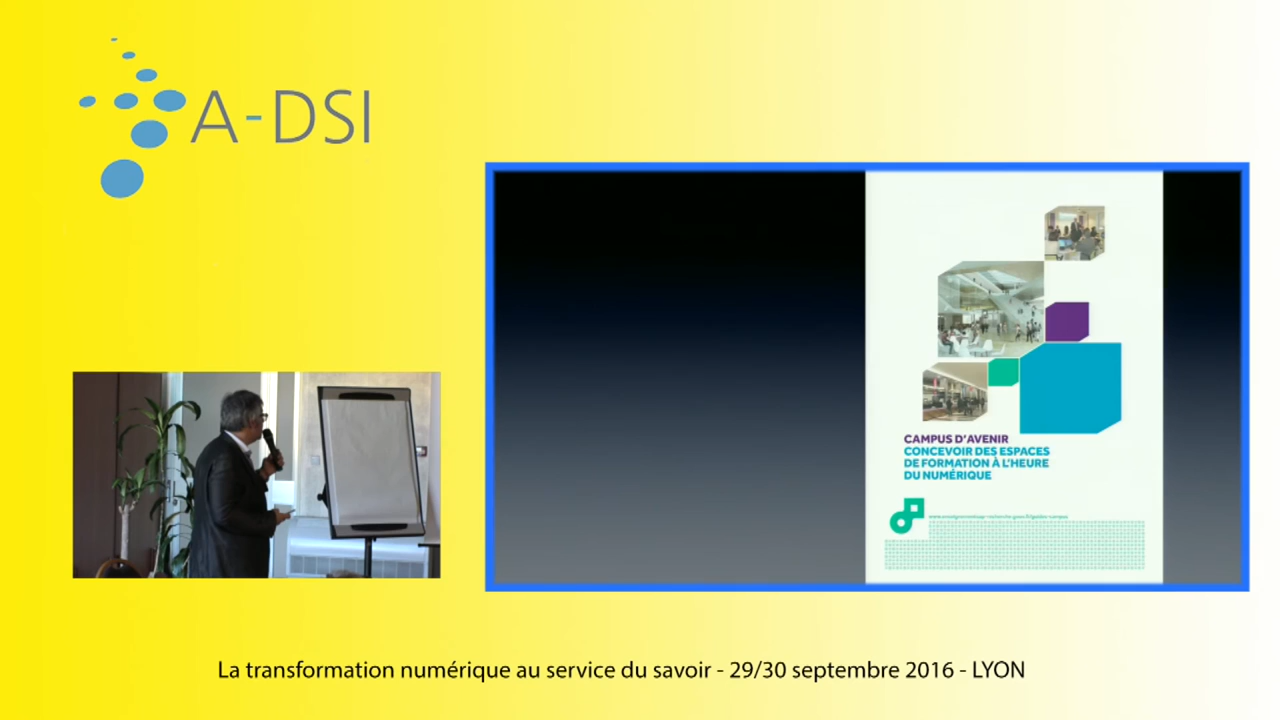 A-DSI
CAMPUS D'AVENIR
CONCEVOIR DES ESPACES
DE FORMATION À L'HEURE
DU NUMÉRIQUE
La transformation numérique au service du savoir - 29/30 septembre 2016 - LYON